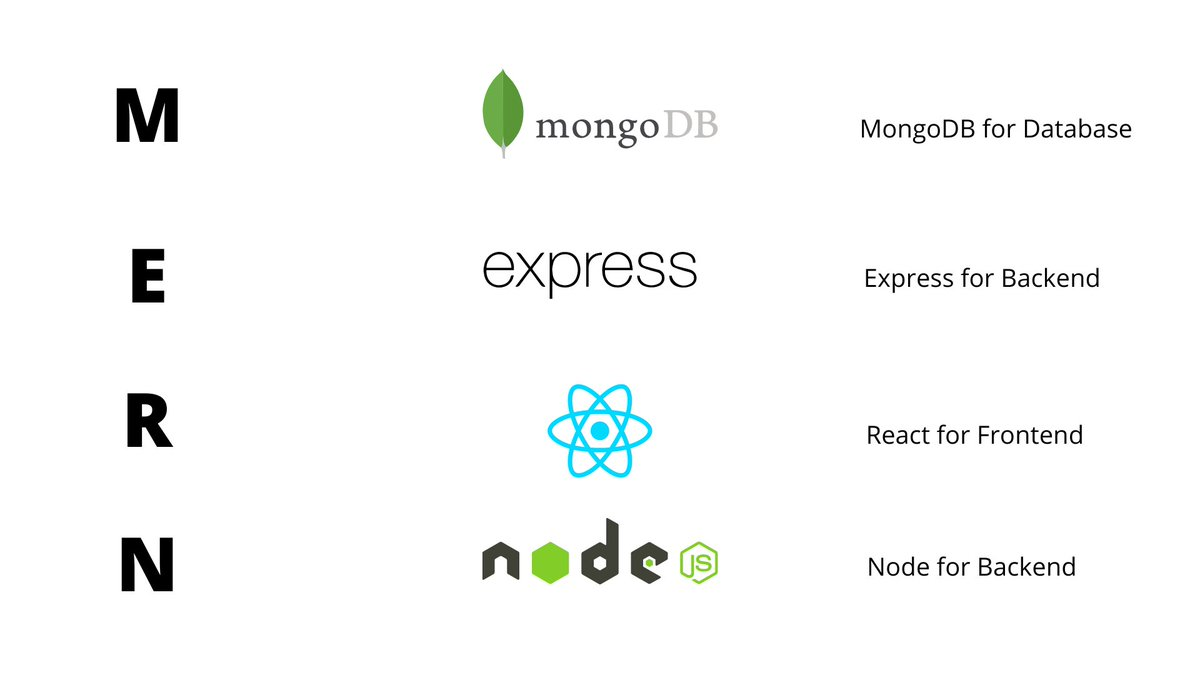 M
mongoDB
MongoDB for Database
E
express
Express for Backend
R
React for Frontend
N
node JS
Node for Backend